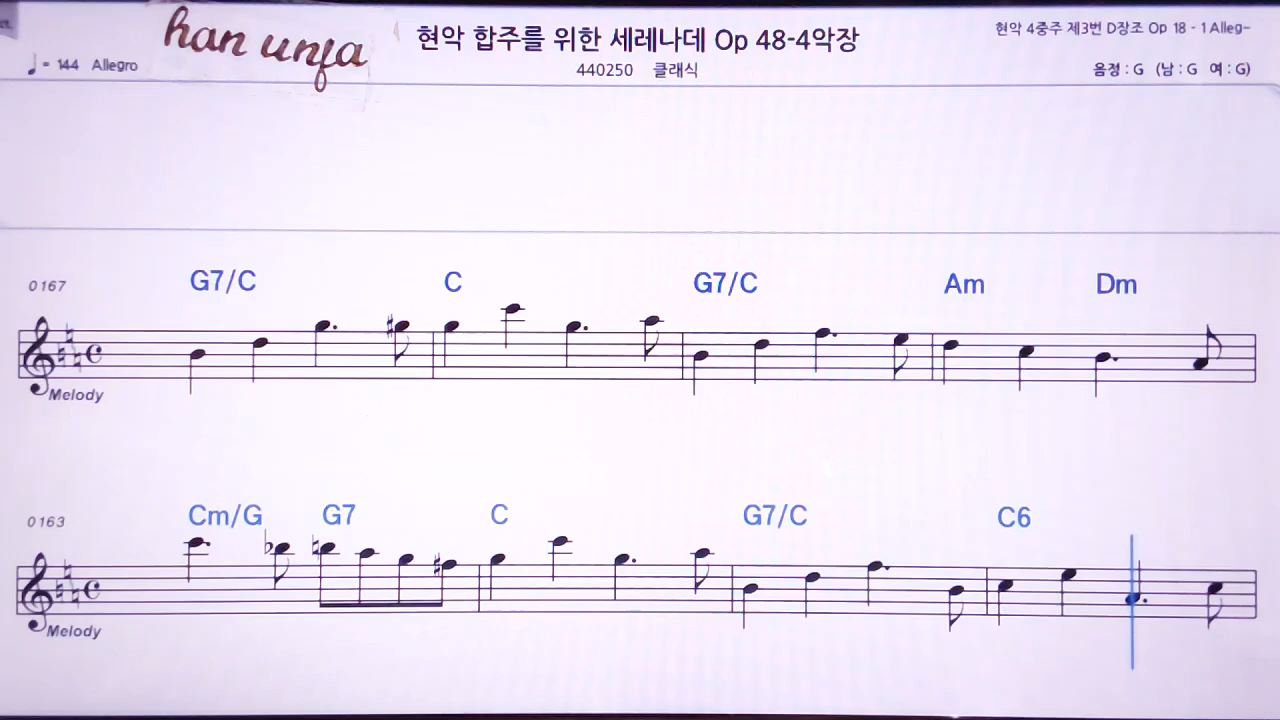 han unfa
현악 합주를 위한 세레나데 Op 48-4악장
현악 4중주 제3번 D장조 Op 18 - 1 Alleg~
♩ = 144 Allegro
440250 클래식
음정 : G (남 : G 여 : G)
0167 G7/C C G7/C Am Dm
Melody
0163 Cm/G G7 C G7/C C6
Melody